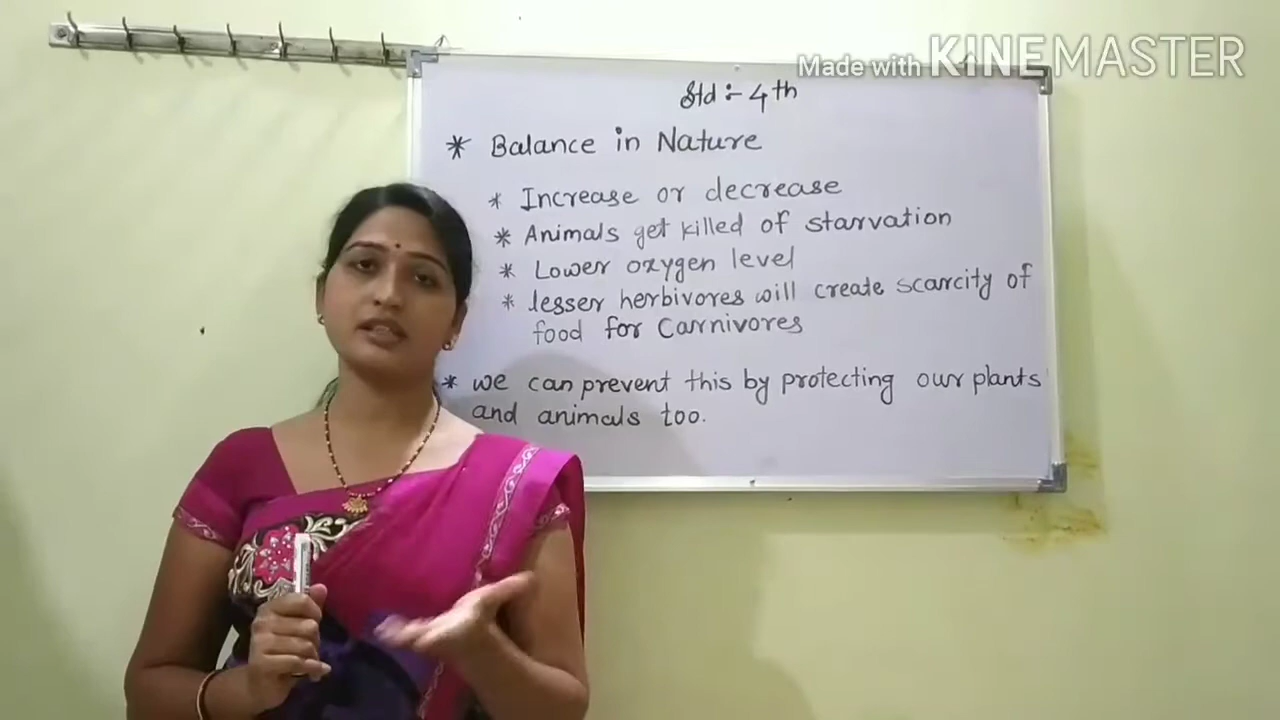 Made with KINEMASTER
Std :- 4th
* Balance in Nature
* Increase or decrease
* Animals get killed of starvation
* Lower oxygen level
* lesser herbivores will create scarcity of
food for Carnivores
* we can prevent this by protecting our plants
and animals too.